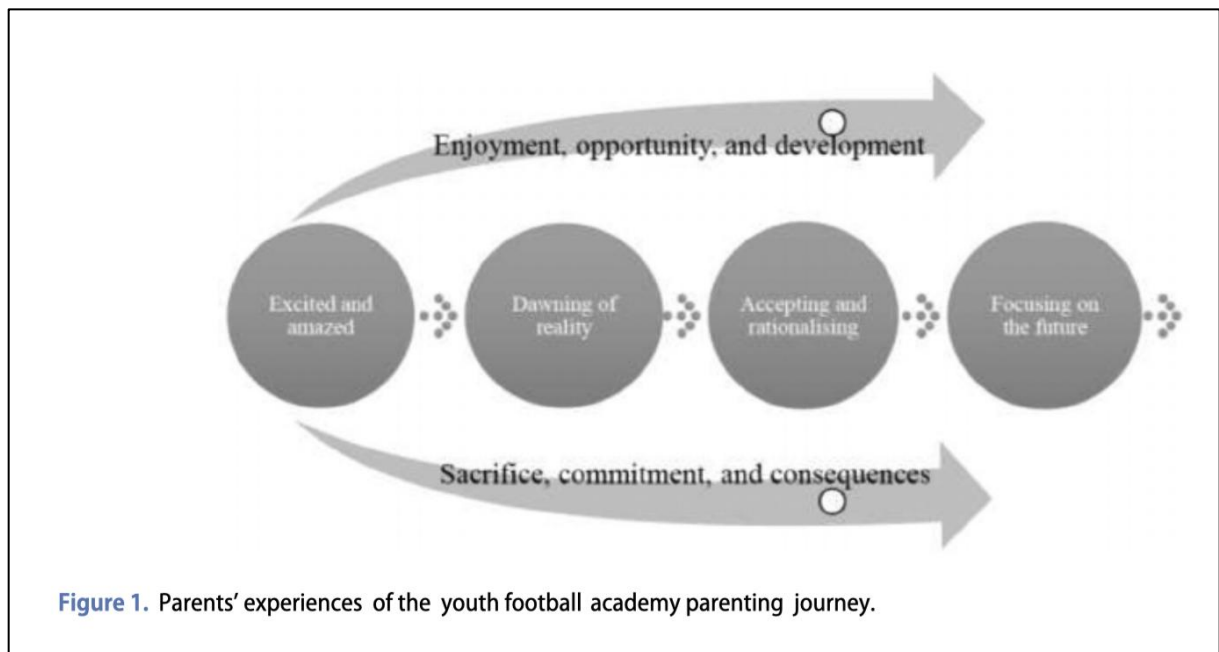 Enjoyment, opportunity, and development
Excited and
amazed
Dawning of
reality
Accepting and
rationalising
Focusing on
the future
Sacrifice, commitment, and consequences
Figure 1. Parents’ experiences of the youth football academy parenting journey.